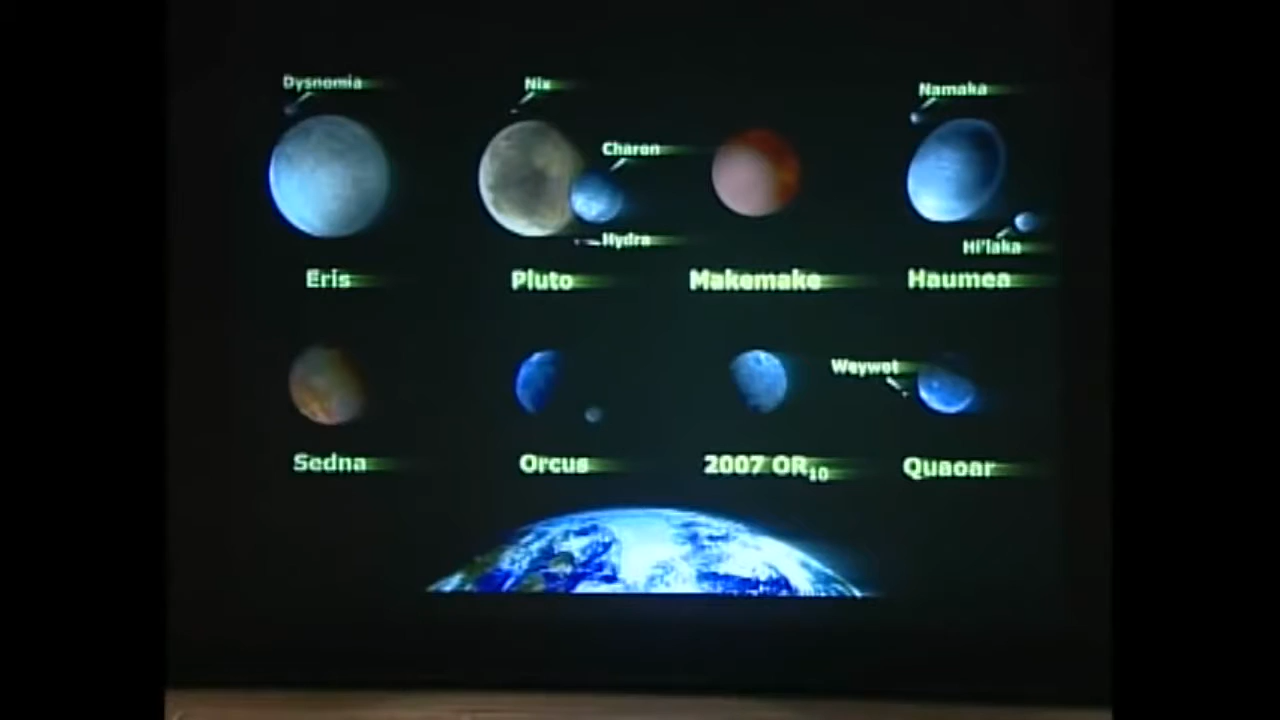 Dysnomia
Nix
Namaka
Charon
Hydra
Hi'iaka
Eris
Pluto
Makemake
Haumea
Weywot
Sedna
Orcus
2007 OR10
Quaoar